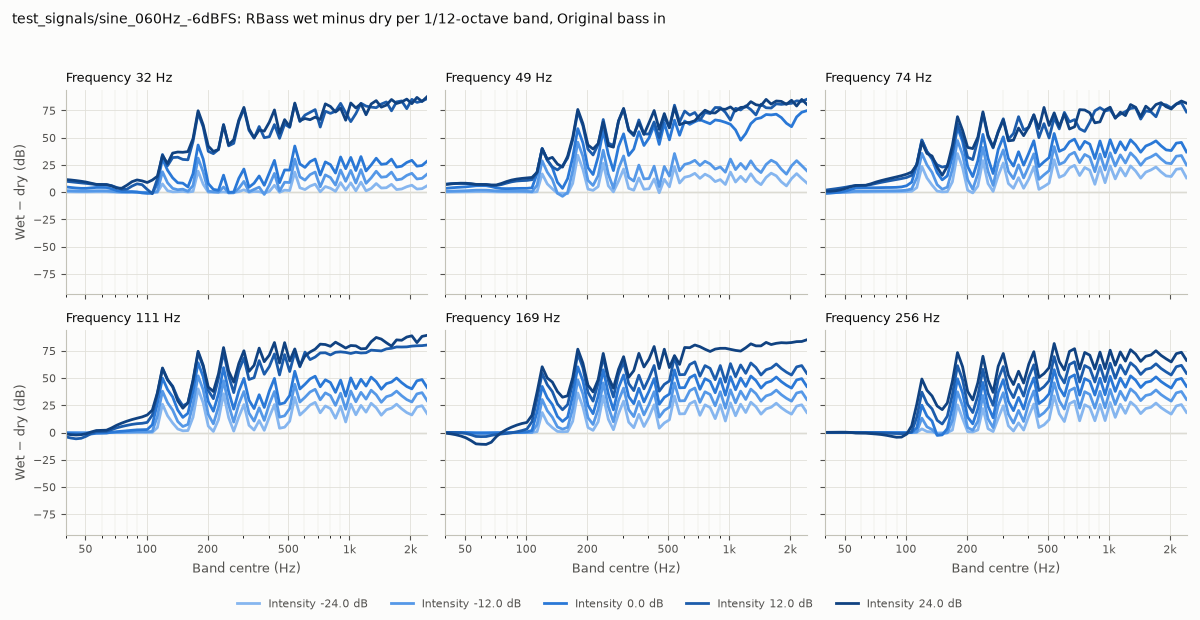 test_signals/sine_060Hz_-6dBFS: RBass wet minus dry per 1/12-octave band, Original bass in
Frequency 32 Hz
Frequency 49 Hz
Frequency 74 Hz
Wet − dry (dB)
75
50
25
0
−25
−50
−75
Frequency 111 Hz
Frequency 169 Hz
Frequency 256 Hz
Wet − dry (dB)
75
50
25
0
−25
−50
−75
50 100 200 500 1k 2k
50 100 200 500 1k 2k
50 100 200 500 1k 2k
Band centre (Hz)
Band centre (Hz)
Band centre (Hz)
Intensity -24.0 dB Intensity -12.0 dB Intensity 0.0 dB Intensity 12.0 dB Intensity 24.0 dB